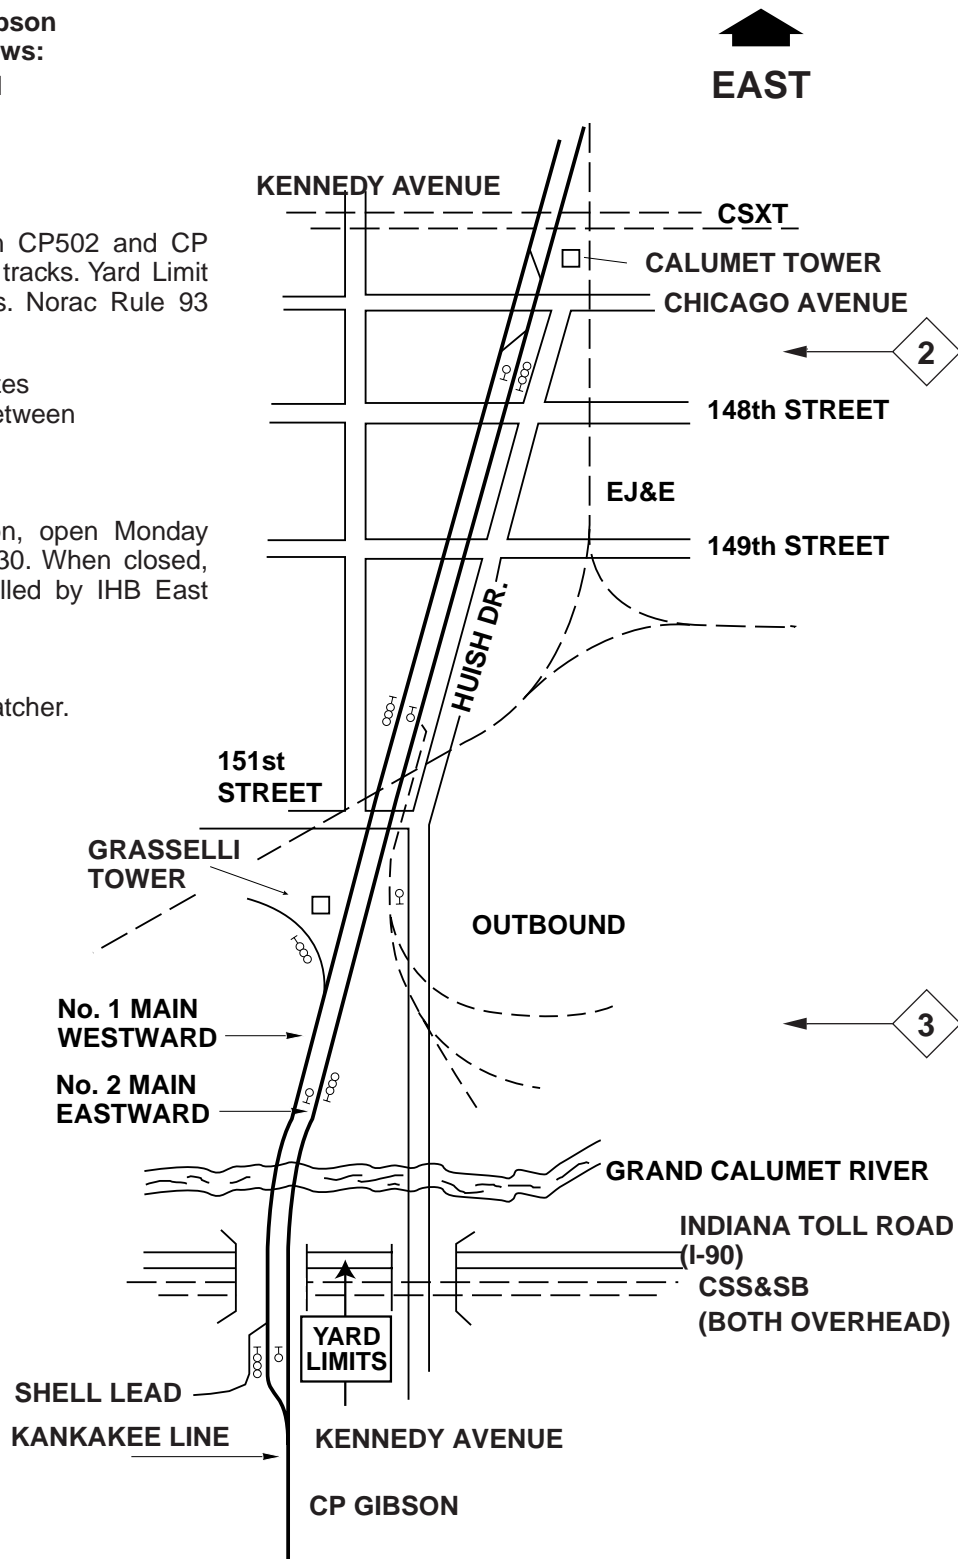 ws:
EAST
KENNEDY AVENUE
CSXT
CP502 and CP
tracks. Yard Limit
CALUMET TOWER
s. Norac Rule 93
CHICAGO AVENUE
2
between
148th STREET
EJ&E
open Monday
30. When closed,
149th STREET
lled by IHB East
HUISH DR.
atcher.
151st
STREET
GRASSELLI
TOWER
OUTBOUND
No. 1 MAIN
WESTWARD
3
No. 2 MAIN
EASTWARD
GRAND CALUMET RIVER
INDIANA TOLL ROAD
(I-90)
CSS&SB
(BOTH OVERHEAD)
YARD
LIMITS
SHELL LEAD
KANKAKEE LINE
KENNEDY AVENUE
CP GIBSON